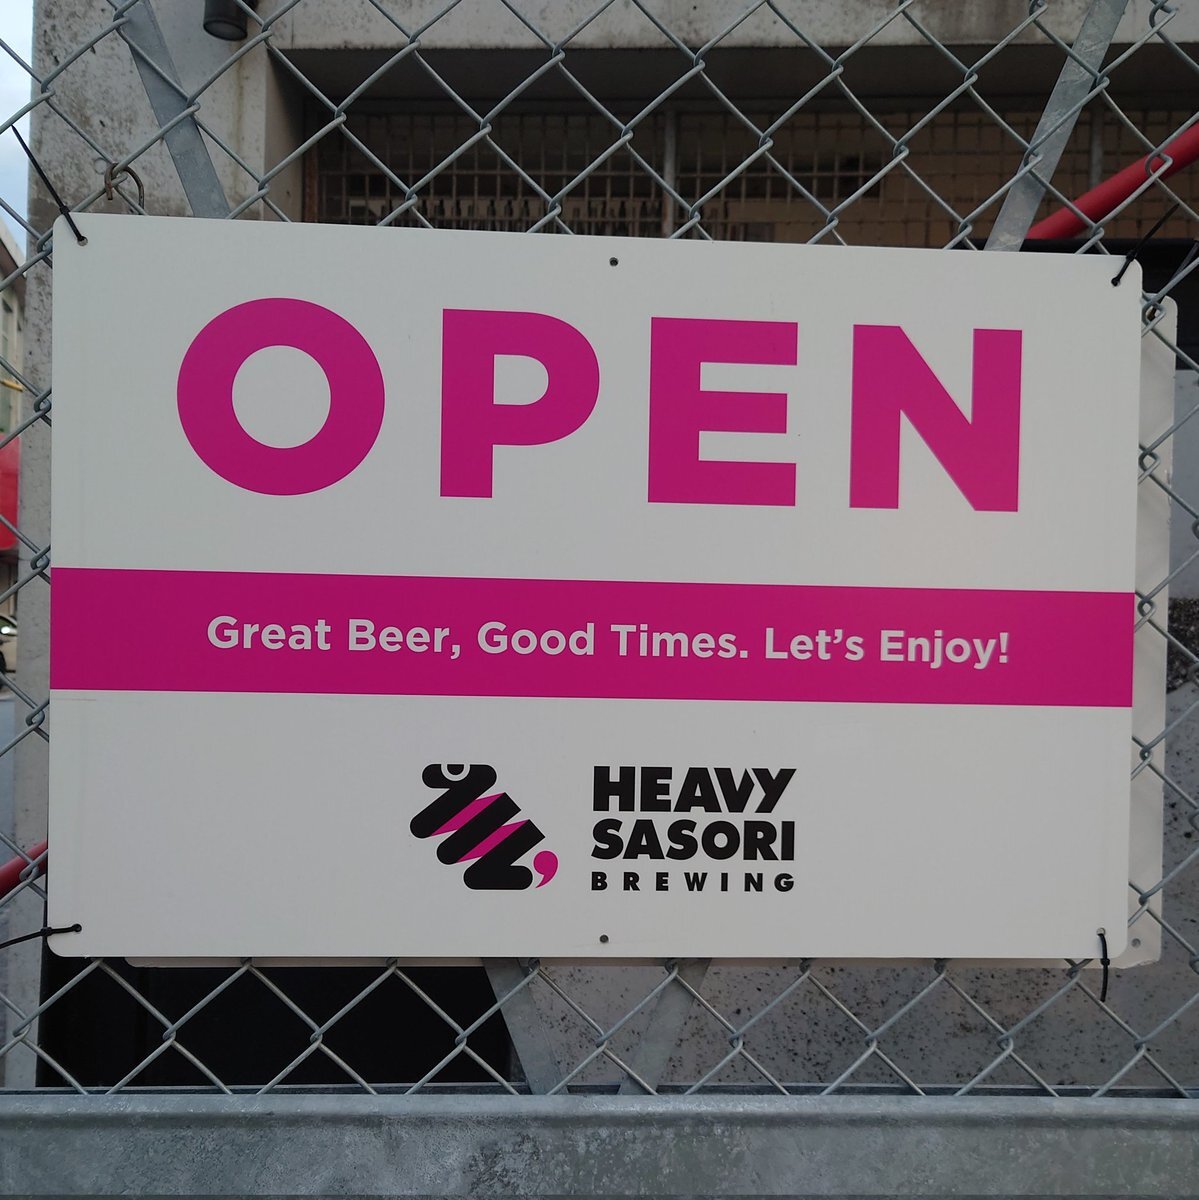 OPEN
Great Beer, Good Times. Let's Enjoy!
HEAVY
SASORI
BREWING